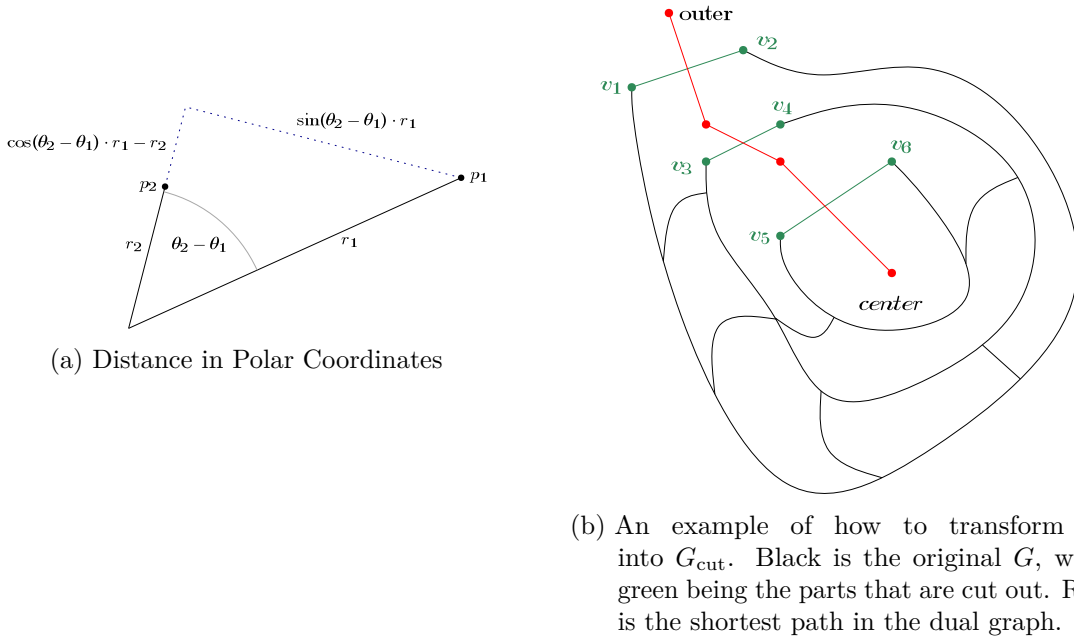 cos(θ₂ − θ₁) · r₁ − r₂
sin(θ₂ − θ₁) · r₁
p₂
p₁
r₂
θ₂ − θ₁
r₁
(a) Distance in Polar Coordinates
outer
v₂
v₁
v₄
v₃
v₆
v₅
center
(b) An example of how to transform
into G_cut. Black is the original G, w
green being the parts that are cut out. R
is the shortest path in the dual graph.